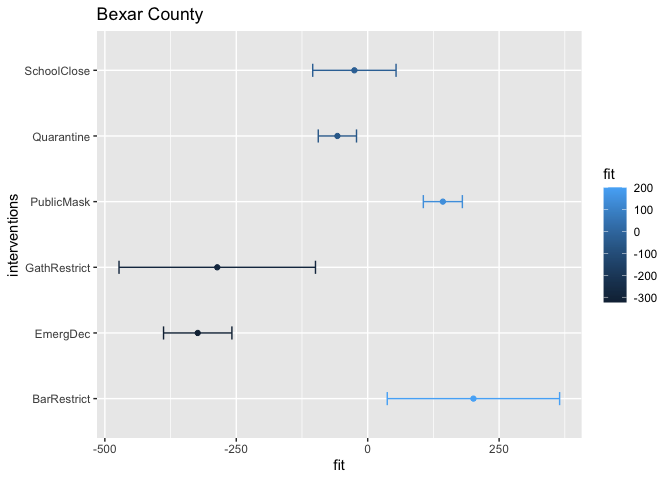 Bexar County
interventions
SchoolClose
Quarantine
PublicMask
GathRestrict
EmergDec
BarRestrict
-500
-250
0
250
fit
fit
200
100
0
-100
-200
-300